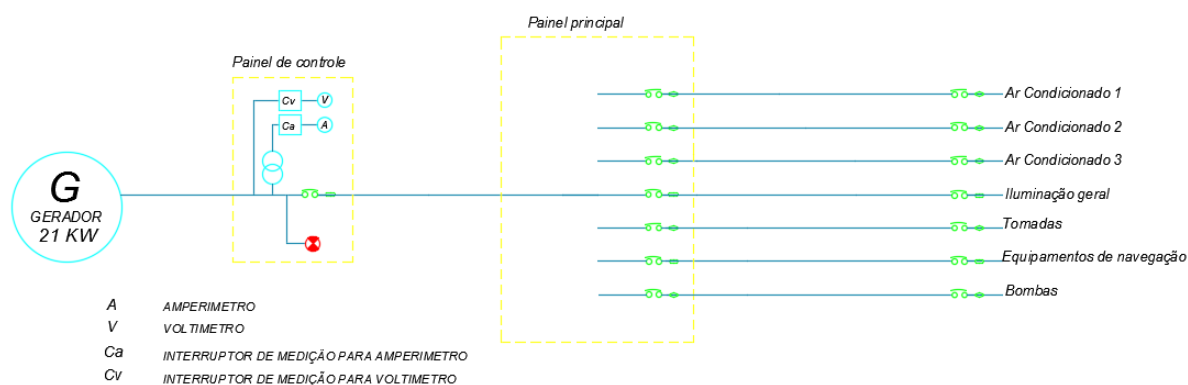 Painel principal
Painel de controle
Cv
V
Ca
A
G
GERADOR
21 KW
Ar Condicionado 1
Ar Condicionado 2
Ar Condicionado 3
Iluminação geral
Tomadas
Equipamentos de navegação
Bombas
A AMPERIMETRO
V VOLTIMETRO
Ca INTERRUPTOR DE MEDIÇÃO PARA AMPERIMETRO
Cv INTERRUPTOR DE MEDIÇÃO PARA VOLTIMETRO